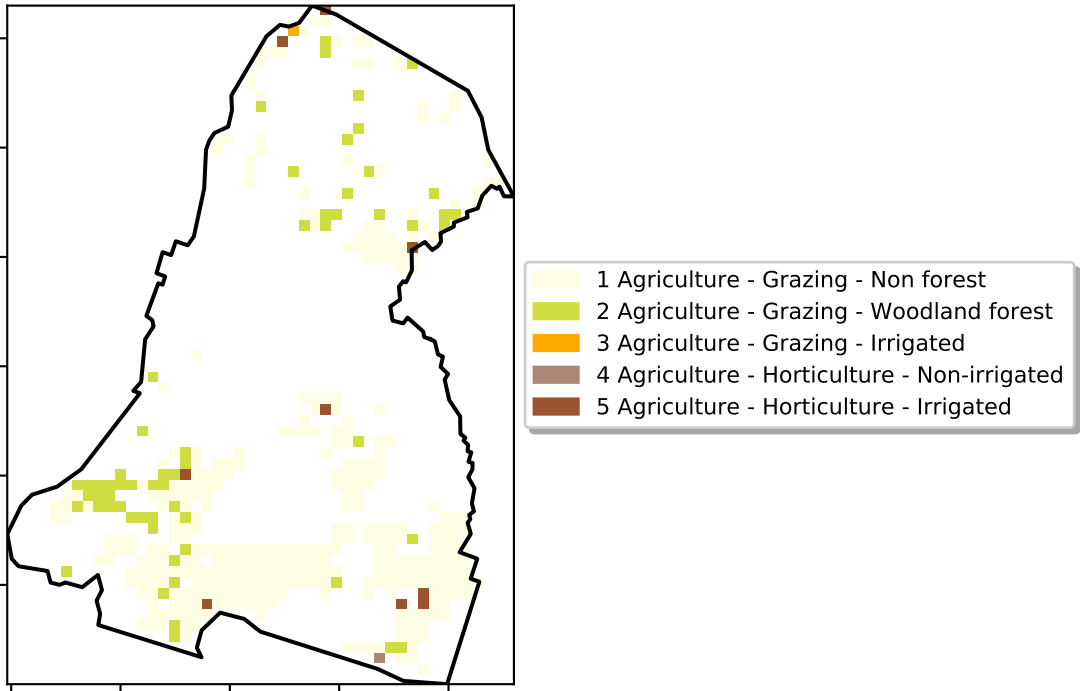 1 Agriculture - Grazing - Non forest
2 Agriculture - Grazing - Woodland forest
3 Agriculture - Grazing - Irrigated
4 Agriculture - Horticulture - Non-irrigated
5 Agriculture - Horticulture - Irrigated